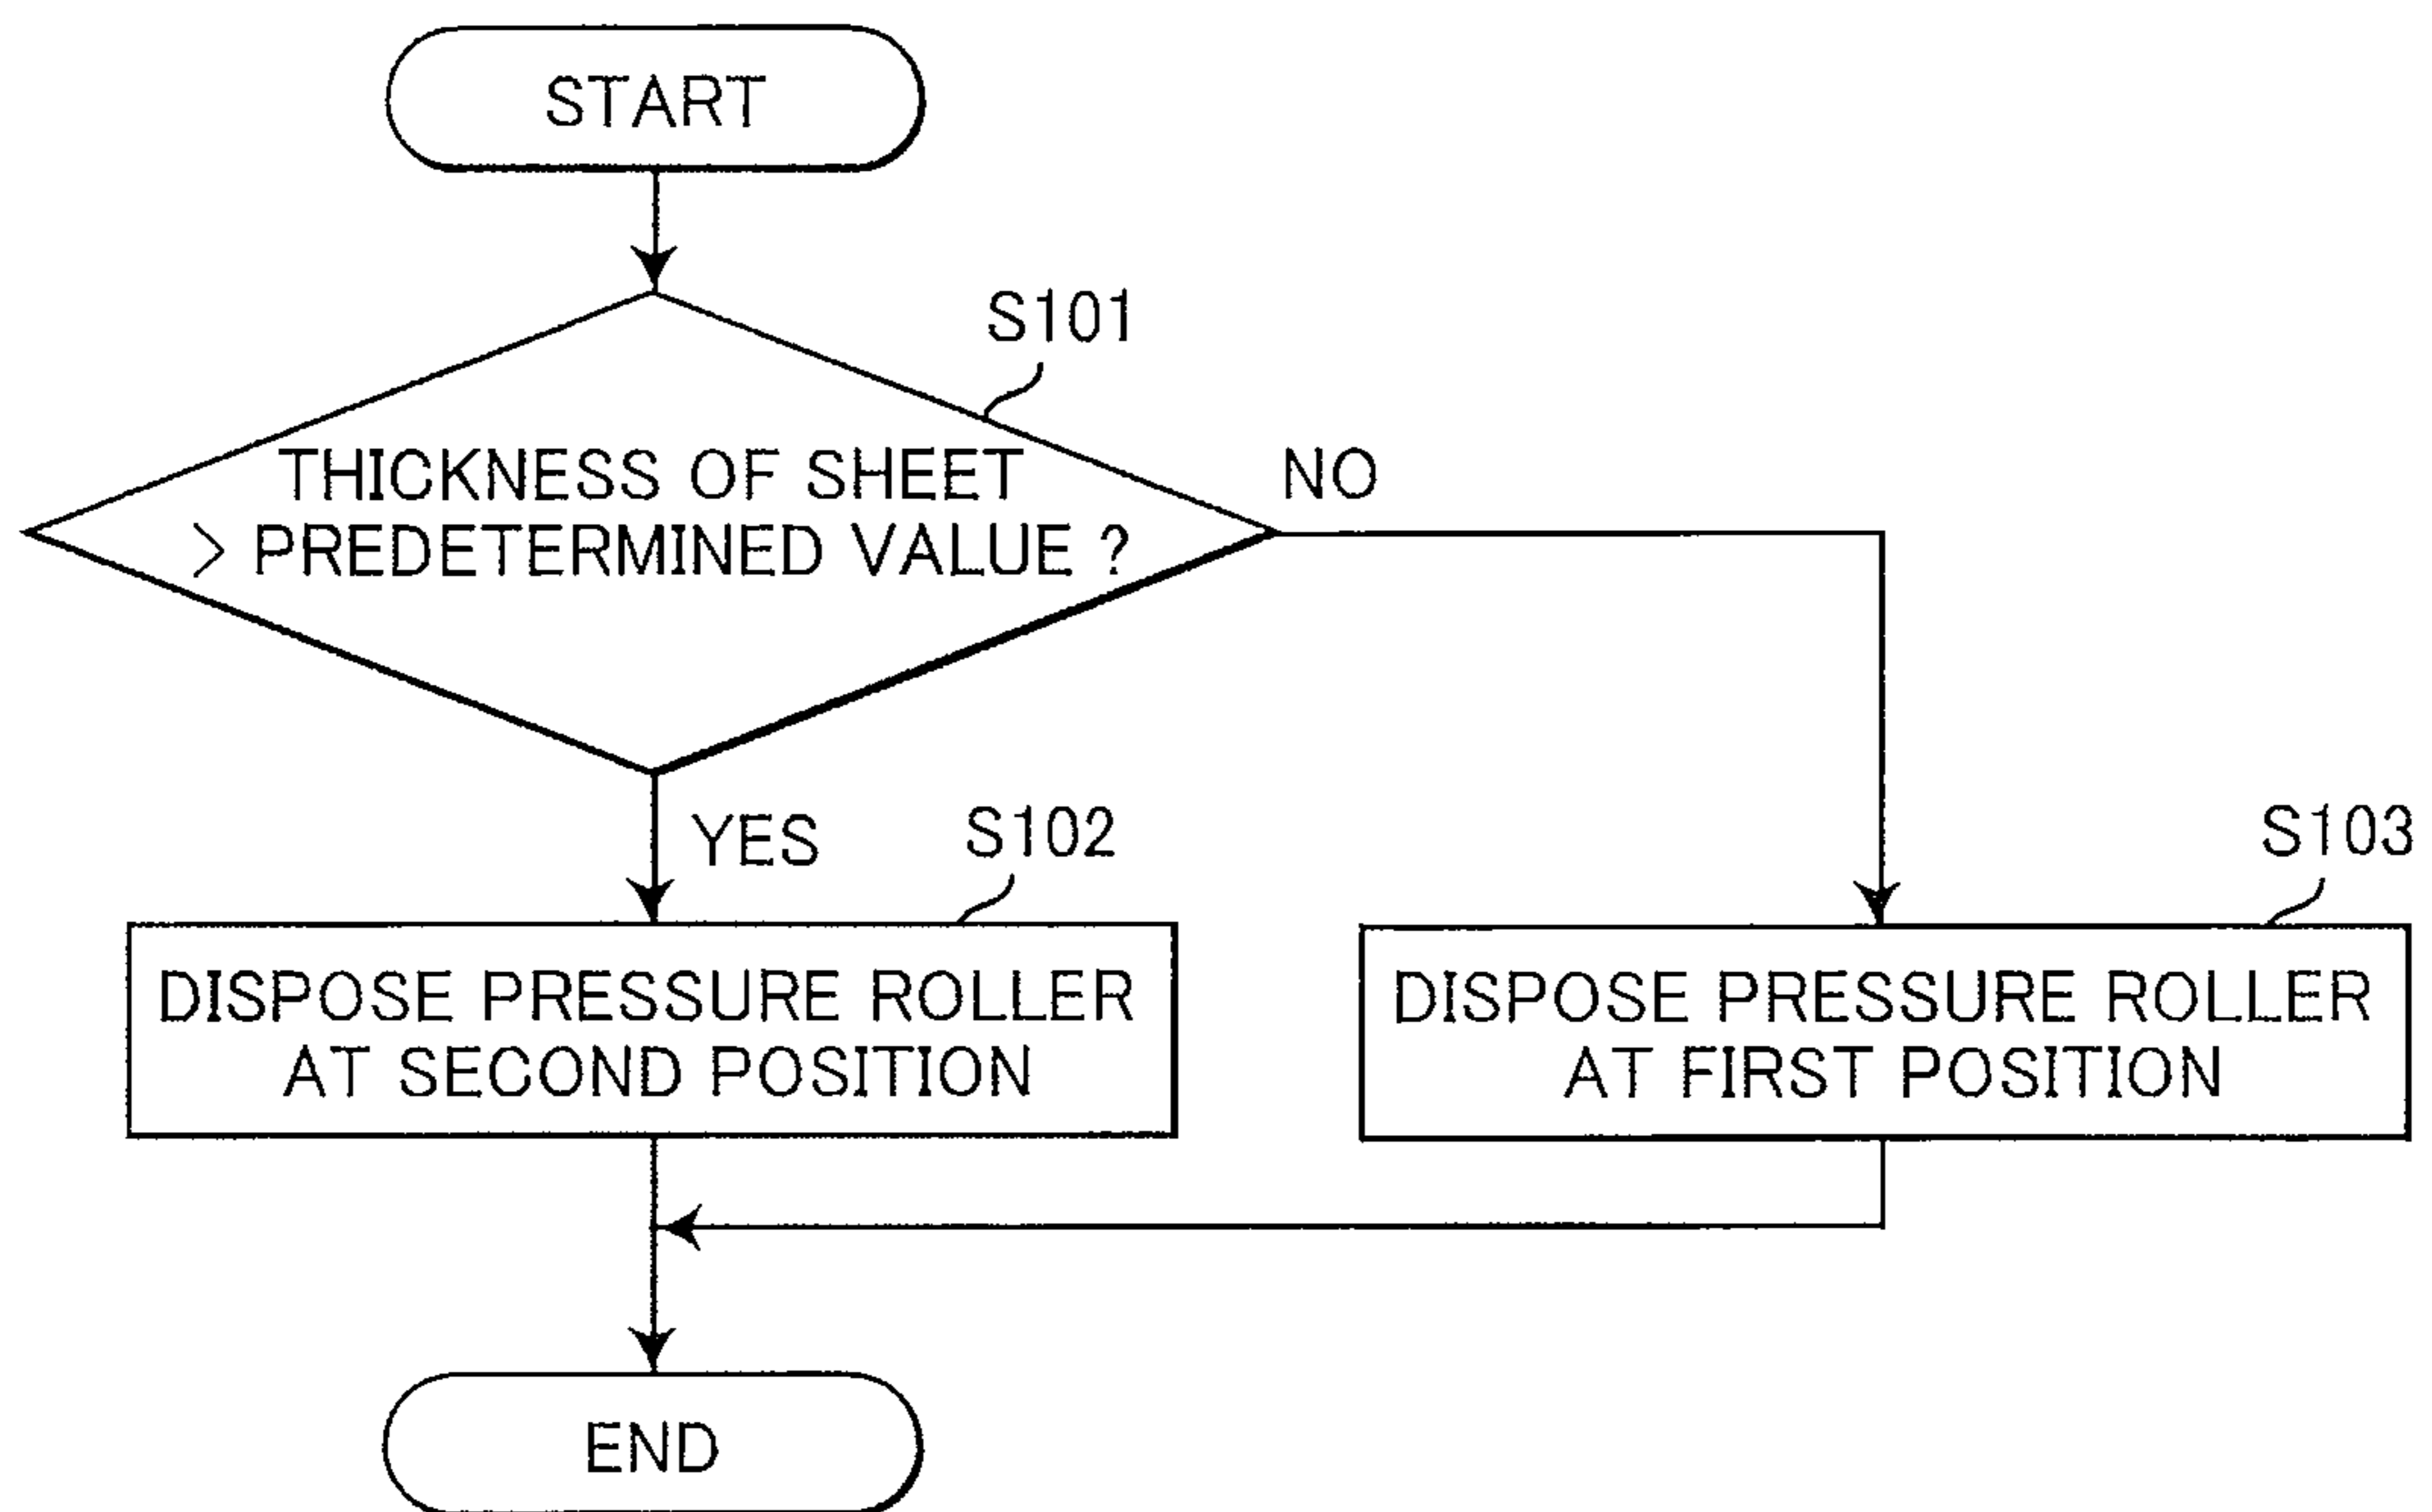 START
S101
THICKNESS OF SHEET
> PREDETERMINED VALUE ?
NO
YES
S102
S103
DISPOSE PRESSURE ROLLER
AT SECOND POSITION
DISPOSE PRESSURE ROLLER
AT FIRST POSITION
END